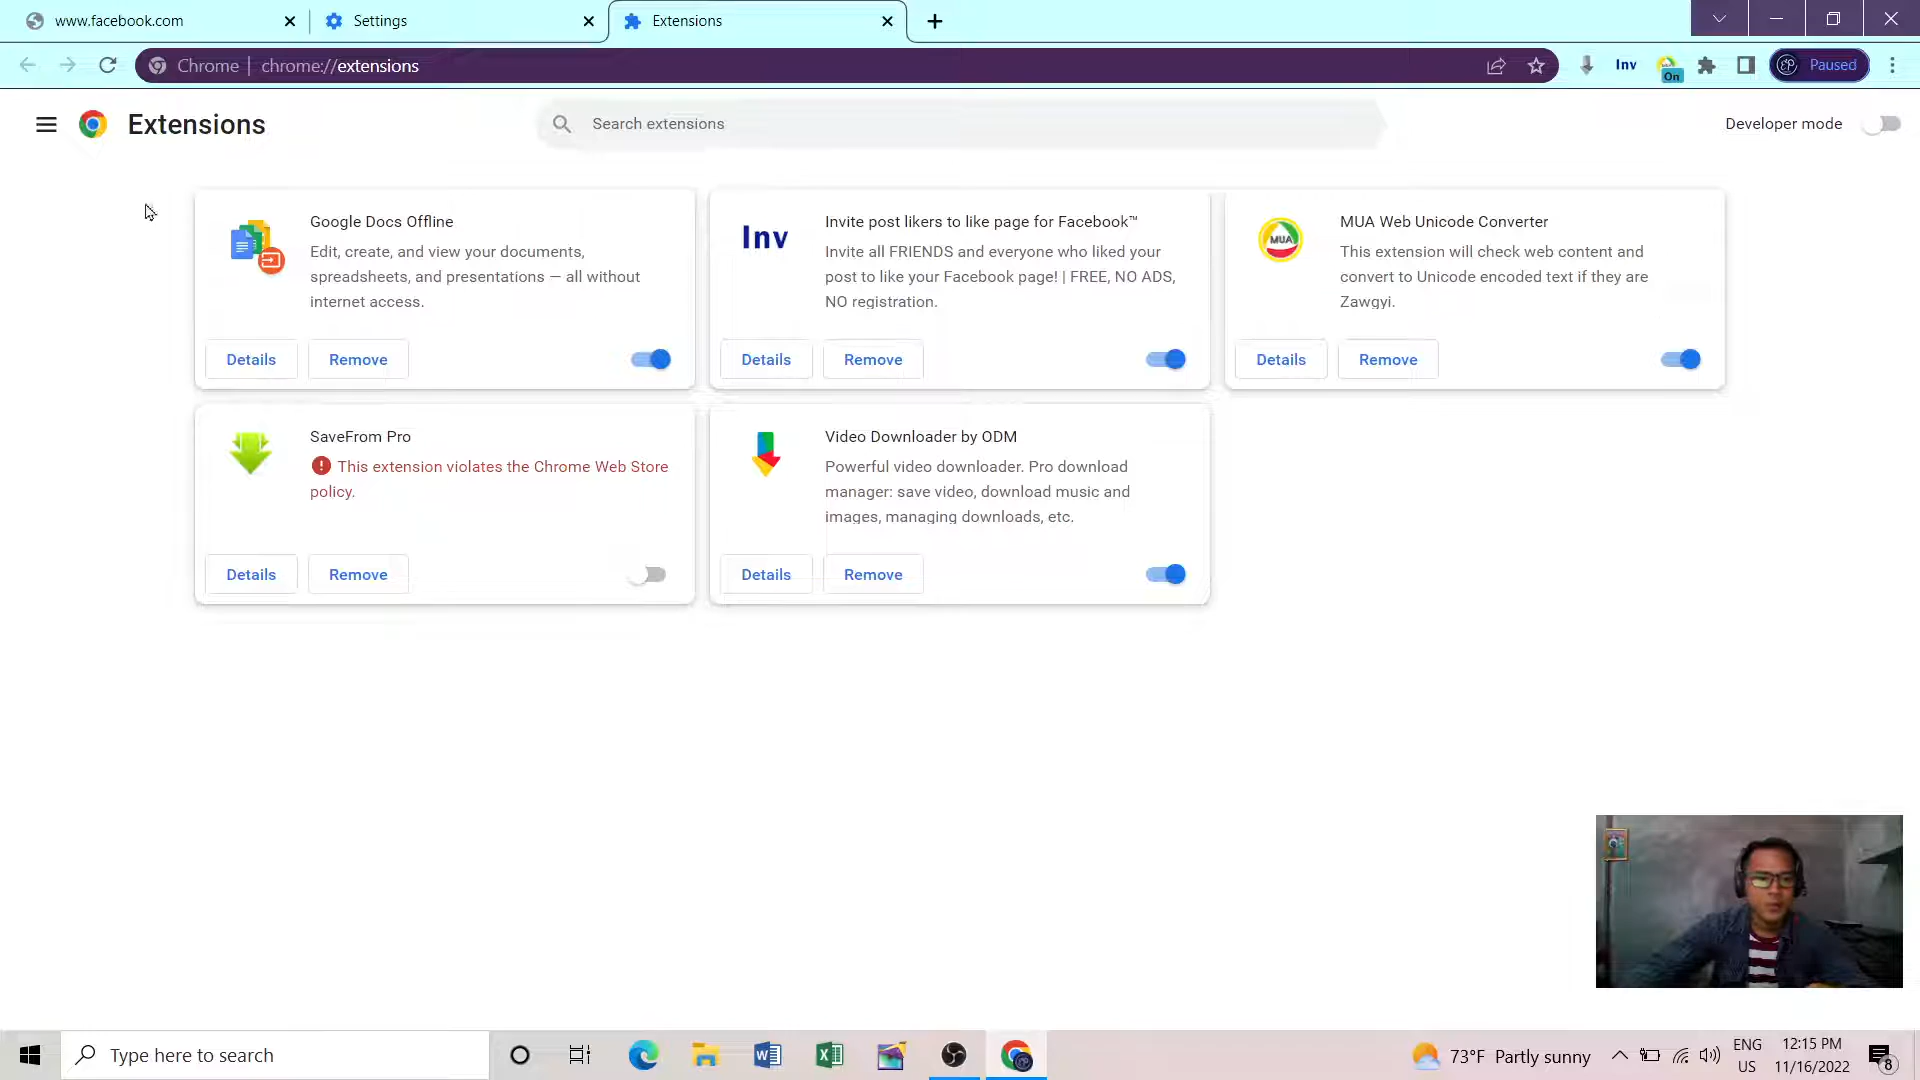 www.facebook.com
Settings
Extensions
Chrome
chrome://extensions
Inv
On
Paused
Extensions
Search extensions
Developer mode
Google Docs Offline
Edit, create, and view your documents,
spreadsheets, and presentations — all without
internet access.
Details
Remove
Inv
Invite post likers to like page for Facebook™
Invite all FRIENDS and everyone who liked your
post to like your Facebook page! | FREE, NO ADS,
NO registration.
Details
Remove
MUA
MUA Web Unicode Converter
This extension will check web content and
convert to Unicode encoded text if they are
Zawgyi.
Details
Remove
SaveFrom Pro
This extension violates the Chrome Web Store
policy.
Details
Remove
Video Downloader by ODM
Powerful video downloader. Pro download
manager: save video, download music and
images, managing downloads, etc.
Details
Remove
Type here to search
73°F Partly sunny
ENG
US
12:15 PM
11/16/2022
8